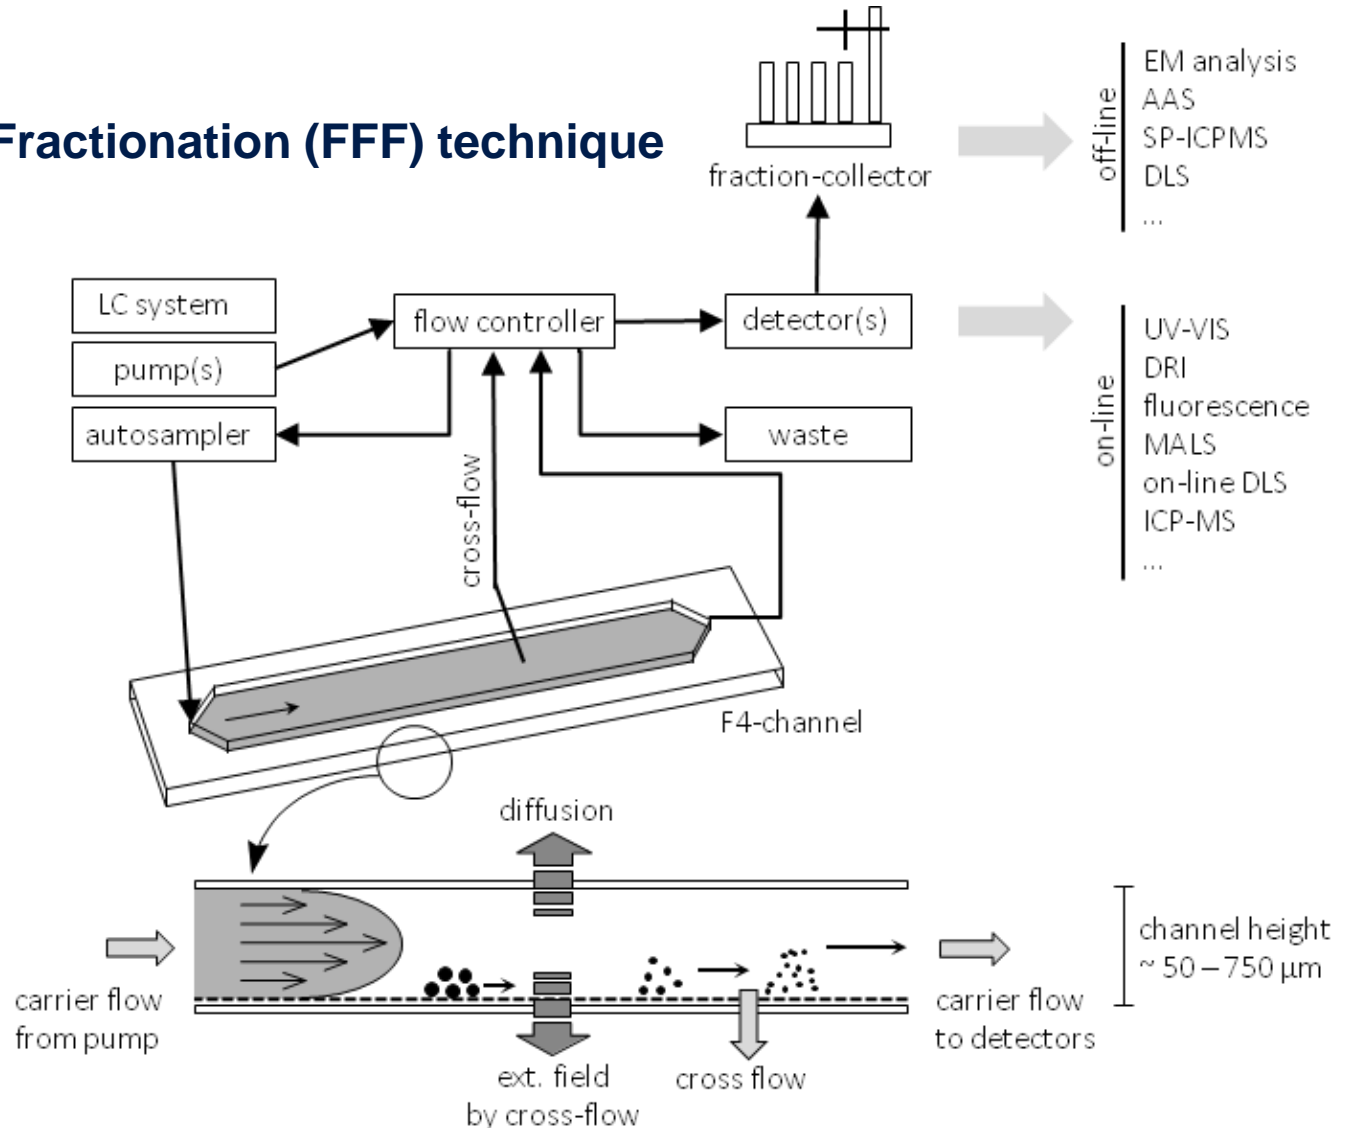 Fractionation (FFF) technique
fraction-collector
off-line
EM analysis
AAS
SP-ICPMS
DLS
...
LC system
pump(s)
autosampler
flow controller
detector(s)
waste
cross-flow
on-line
UV-VIS
DRI
fluorescence
MALS
on-line DLS
ICP-MS
...
F4-channel
diffusion
carrier flow
from pump
ext. field
by cross-flow
cross flow
carrier flow
to detectors
channel height
~ 50 – 750 µm